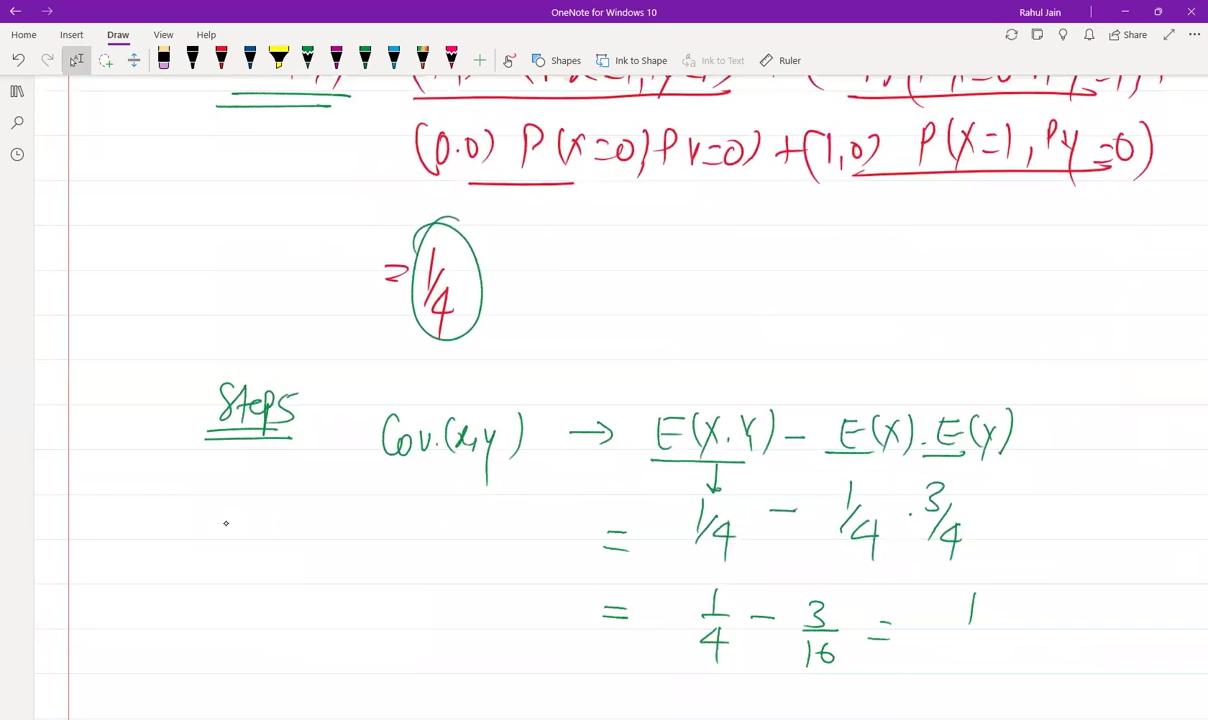 OneNote for Windows 10
Rahul Jain
Home Insert Draw View Help
Share
Shapes Ink to Shape Ink to Text Ruler
(0.0) P(X=0, PY=0) + (1,0) P(X=1, PY=0)
= 1/4
Step5
Cov.(x,y) → E(X.Y) - E(X).E(Y)
= 1/4 - 1/4 . 3/4
= 1/4 - 3/16 = 1